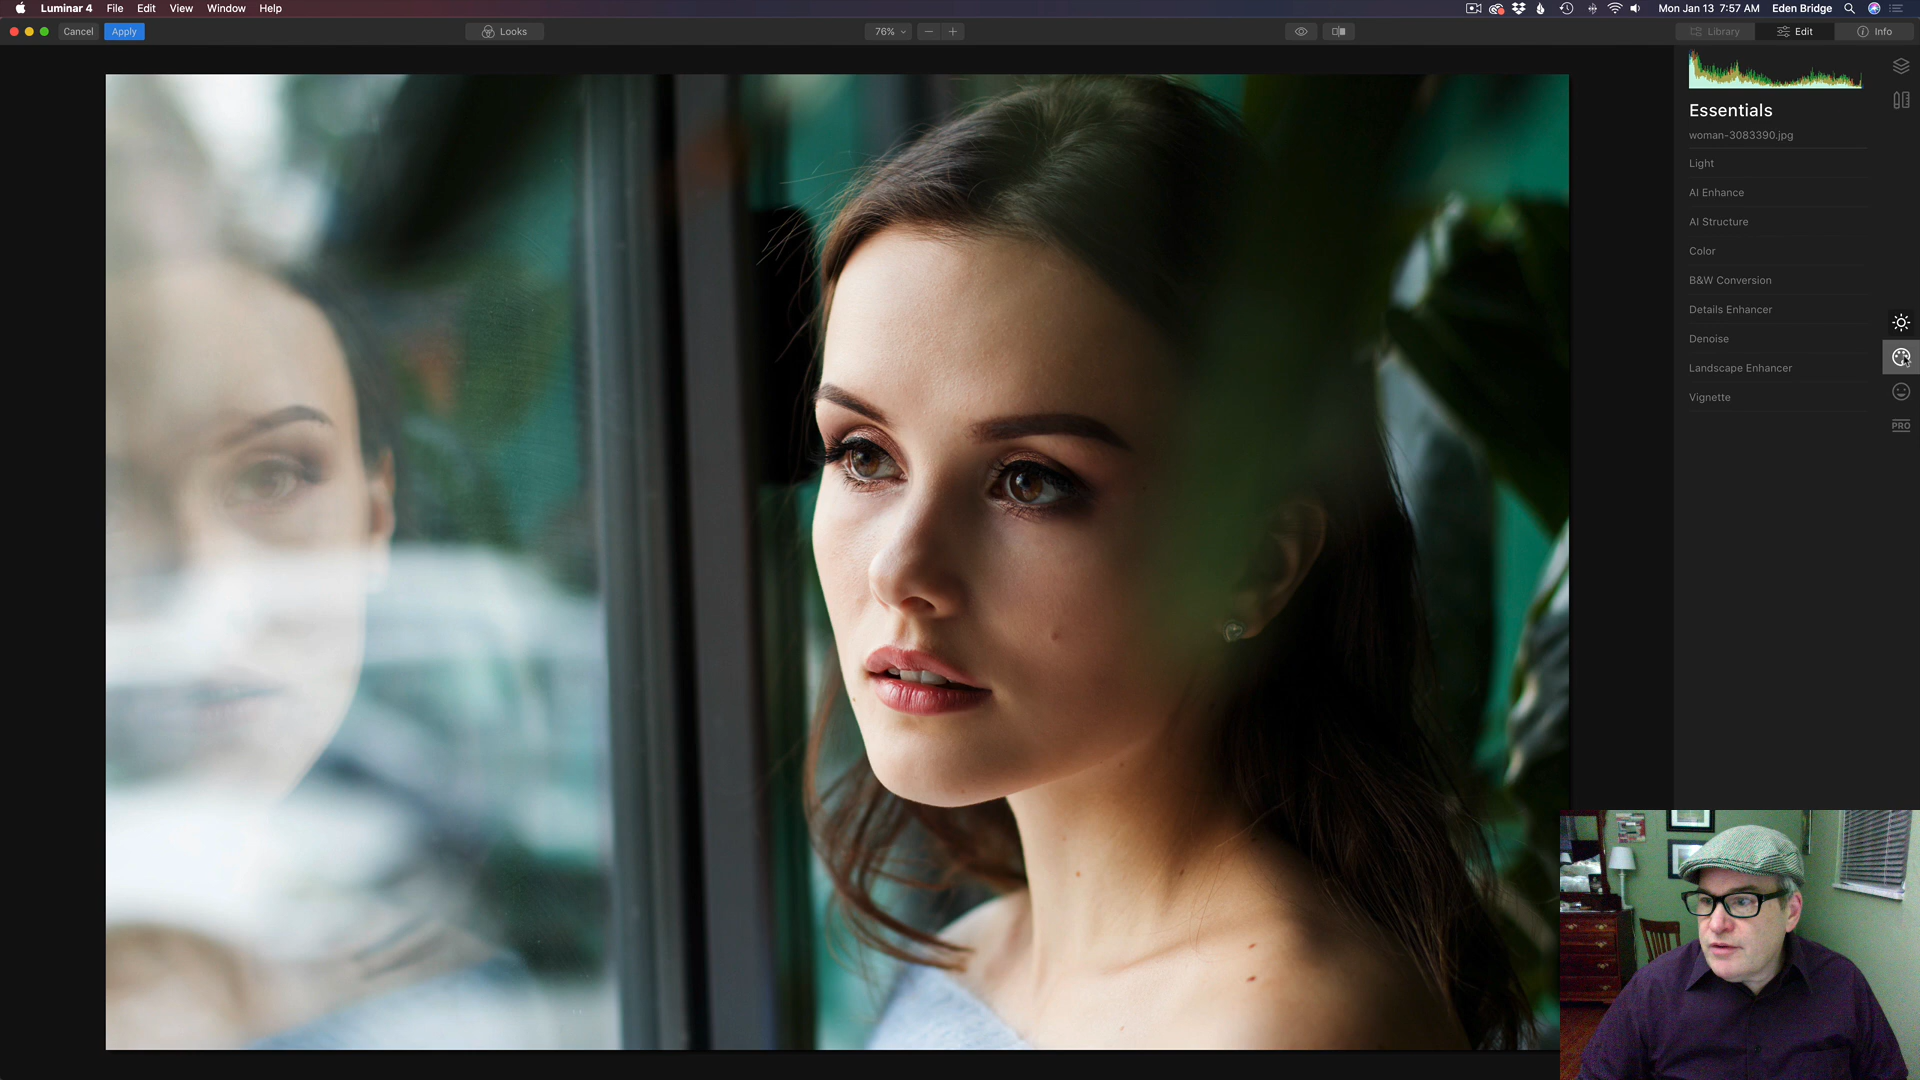 Luminar 4 File Edit View Window Help Mon Jan 13 7:57 AM Eden Bridge
Cancel Apply Looks 76% Library Edit Info
Essentials
woman-3083390.jpg
Light
AI Enhance
AI Structure
Color
B&W Conversion
Details Enhancer
Denoise
Landscape Enhancer
Vignette
PRO